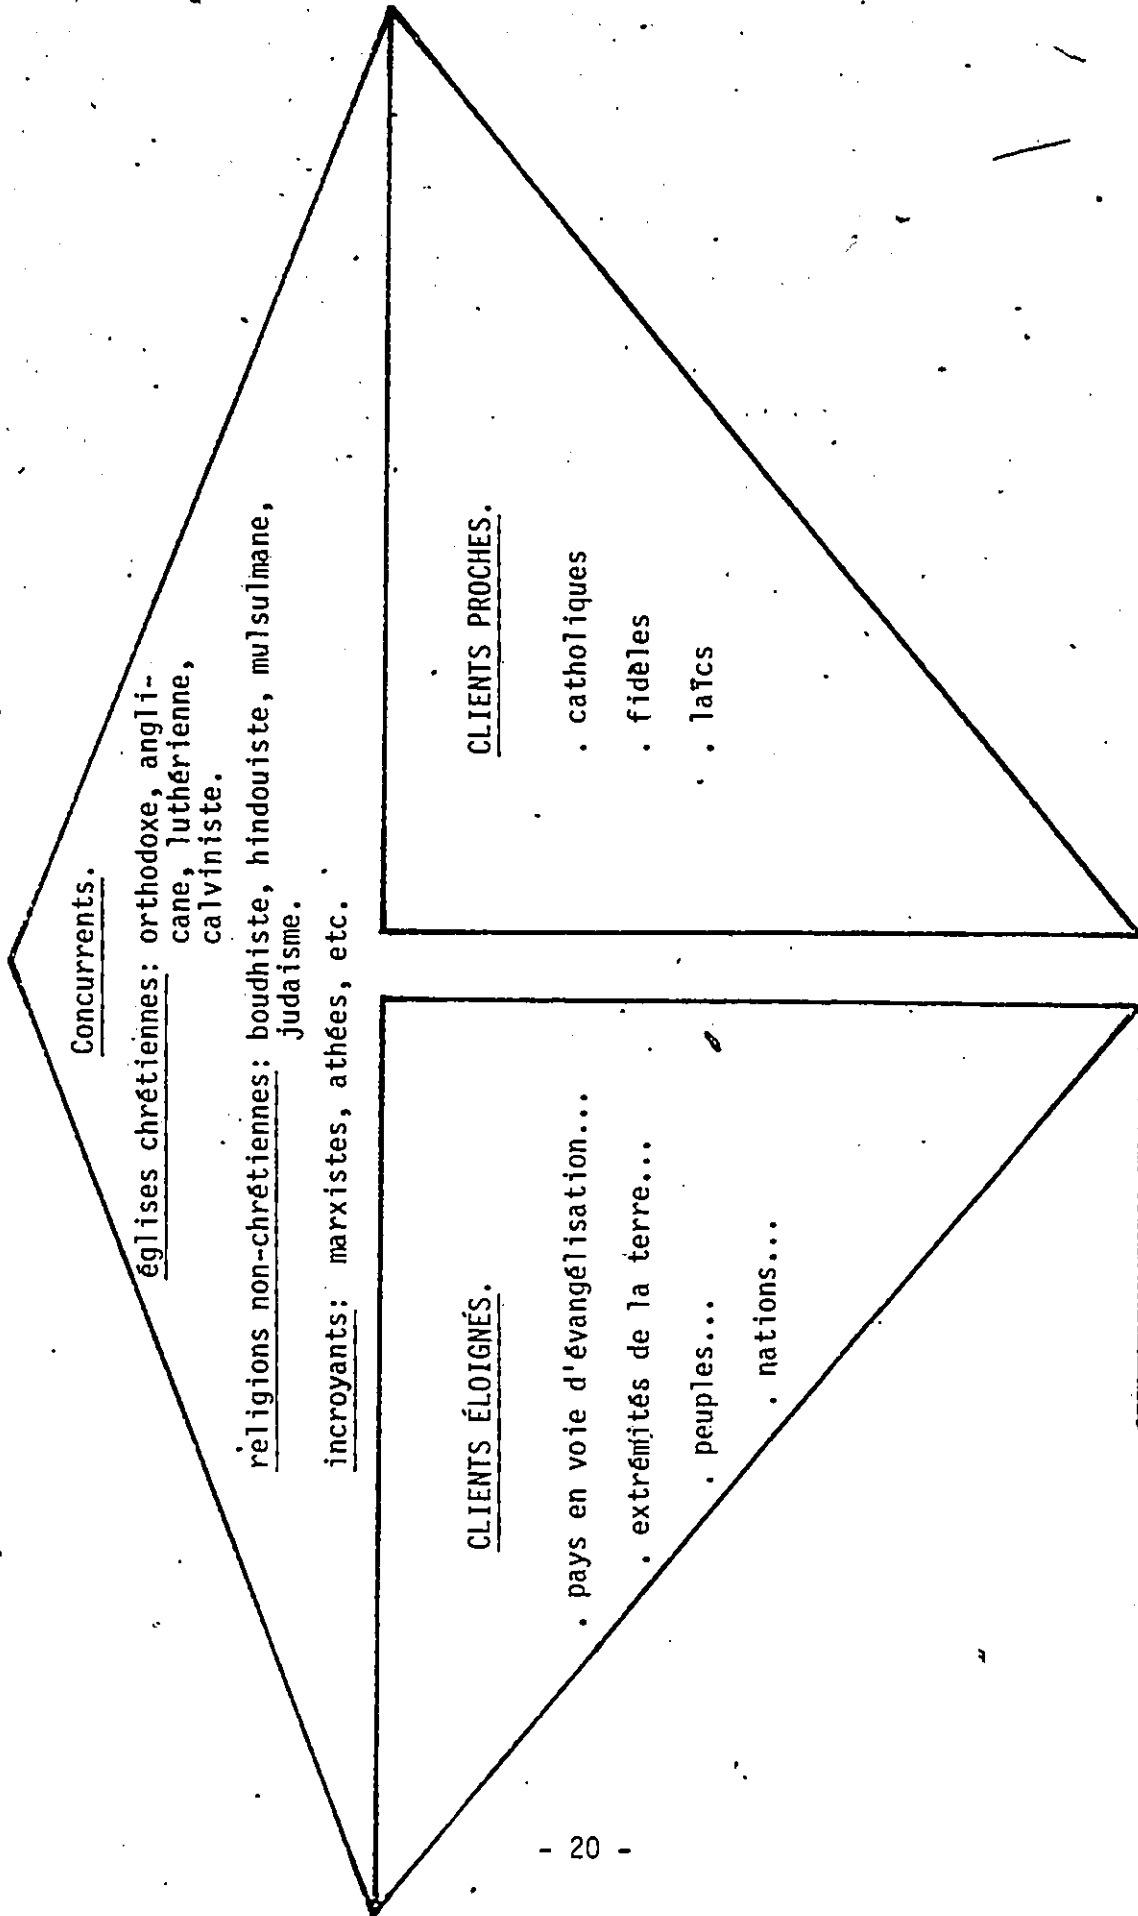 Concurrents.
églises chrétiennes: orthodoxe, angli-
cane, luthérienne,
calviniste.
religions non-chrétiennes: boudhiste, hindouiste, mulsulmane,
judaisme.
incroyants: marxistes, athées, etc.
CLIENTS ÉLOIGNÉS.
. pays en voie d'évangélisation...
. extrémités de la terre...
. peuples...
. nations...
CLIENTS PROCHES.
. catholiques
. fidèles
. laïcs
- 20 -